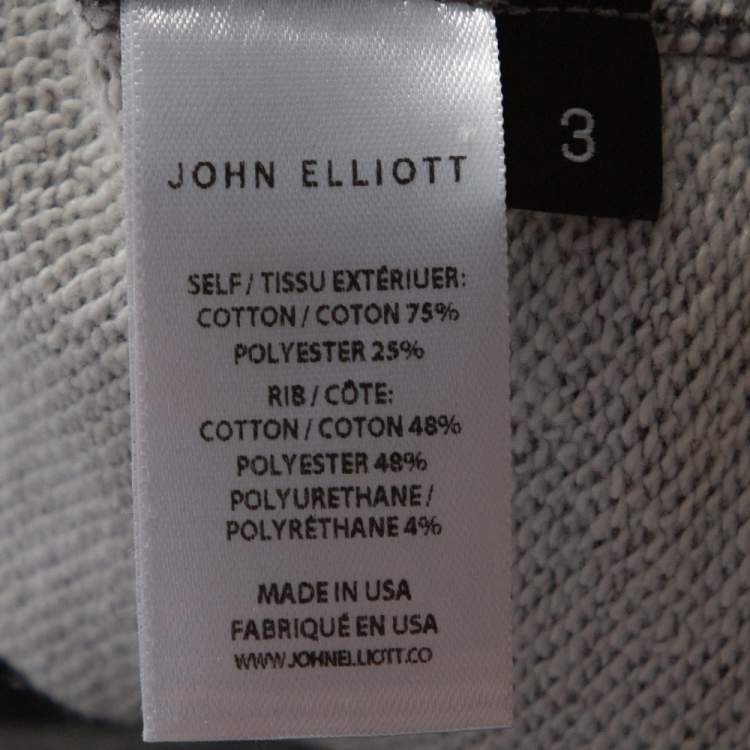 JOHN ELLIOTT
3
SELF / TISSU EXTÉRIUER:
COTTON / COTON 75%
POLYESTER 25%
RIB / CÔTE:
COTTON / COTON 48%
POLYESTER 48%
POLYURETHANE /
POLYRÉTHANE 4%
MADE IN USA
FABRIQUÉ EN USA
WWW.JOHNELLIOTT.CO